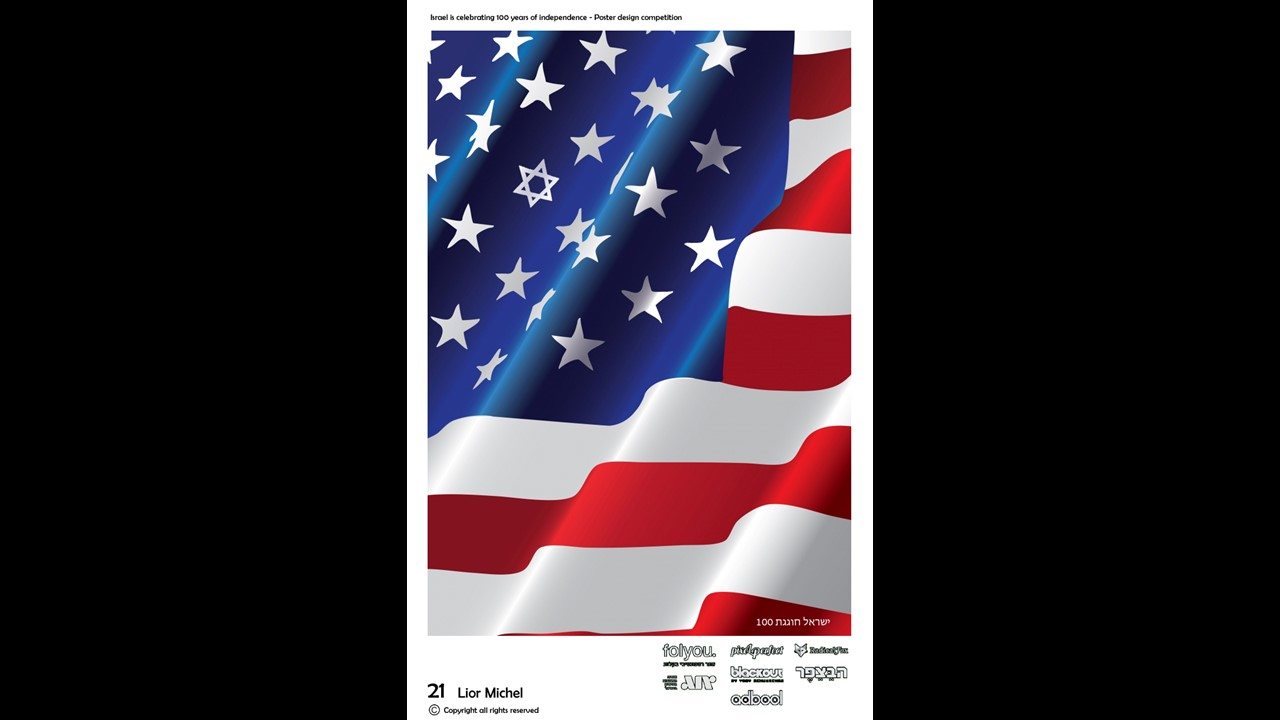 Israel is celebrating 100 years of independence - Poster design competition
ישראל חוגגת 100
folyou.
pixelperfect
RadicalFox
blackout
הבצפר
adbool
21 Lior Michel
© Copyright all rights reserved